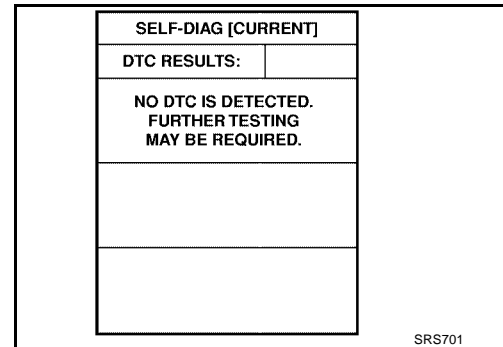 SELF-DIAG [CURRENT]
DTC RESULTS:
NO DTC IS DETECTED.
FURTHER TESTING
MAY BE REQUIRED.
SRS701